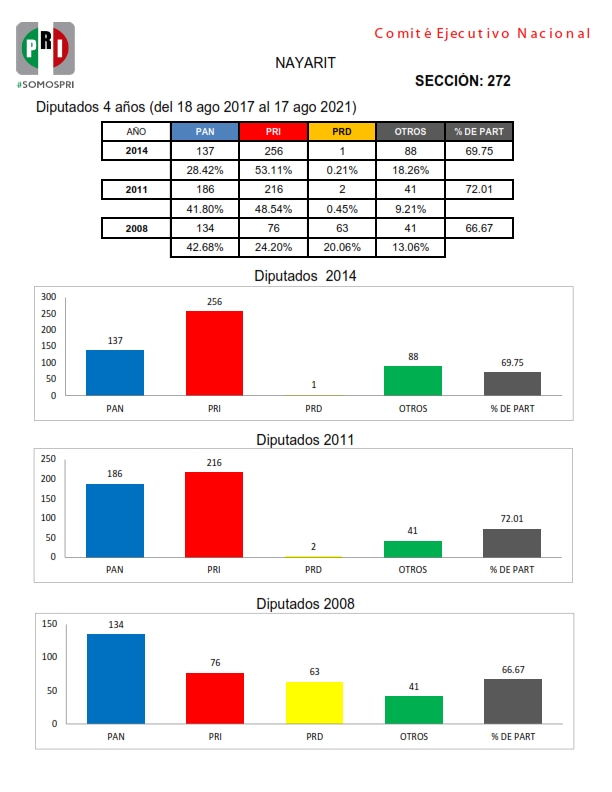 Comité Ejecutivo Nacional
PRI
#SOMOSPRI
NAYARIT
SECCIÓN: 272
Diputados 4 años (del 18 ago 2017 al 17 ago 2021)
AÑO PAN PRI PRD OTROS % DE PART
2014 137 256 1 88 69.75
28.42% 53.11% 0.21% 18.26%
2011 186 216 2 41 72.01
41.80% 48.54% 0.45% 9.21%
2008 134 76 63 41 66.67
42.68% 24.20% 20.06% 13.06%
Diputados 2014
300
250
200
150
100
50
0
137
256
1
88
69.75
PAN PRI PRD OTROS % DE PART
Diputados 2011
250
200
150
100
50
0
186
216
2
41
72.01
PAN PRI PRD OTROS % DE PART
Diputados 2008
150
100
50
0
134
76
63
41
66.67
PAN PRI PRD OTROS % DE PART